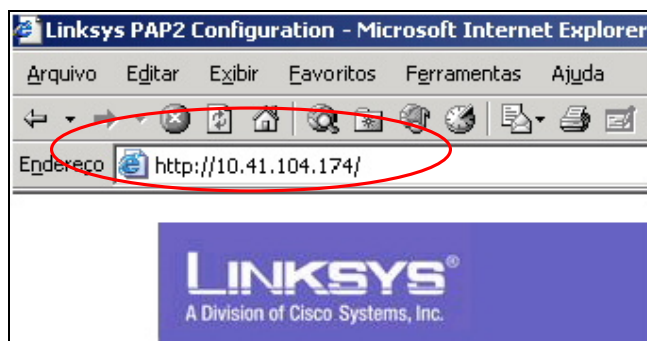 Linksys PAP2 Configuration - Microsoft Internet Explorer
Arquivo Editar Exibir Favoritos Ferramentas Ajuda
Endereço http://10.41.104.174/
LINKSYS®
A Division of Cisco Systems, Inc.